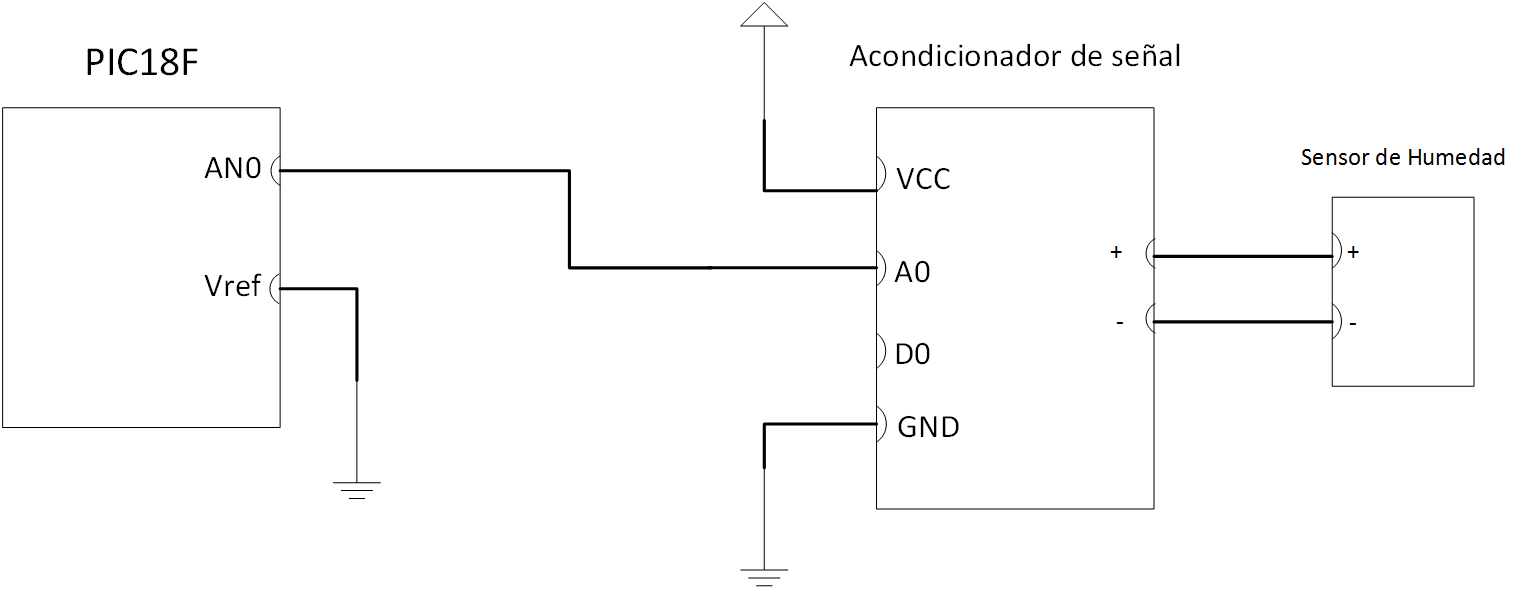 PIC18F
AN0
Vref
Acondicionador de señal
VCC
A0
D0
GND
+
-
Sensor de Humedad
+
-